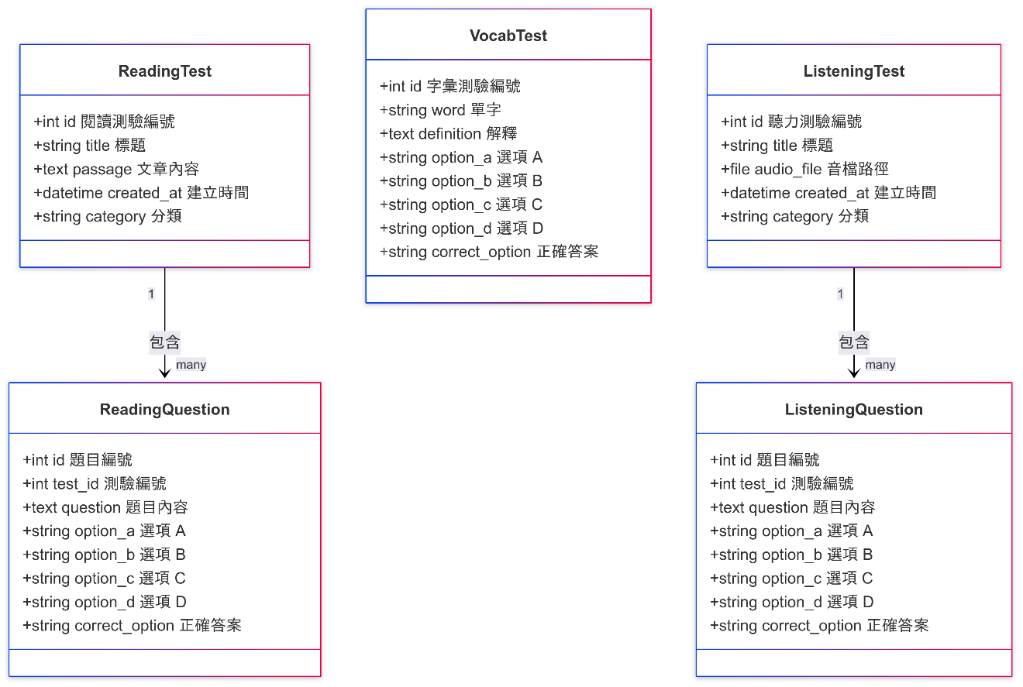 ReadingTest
+int id 閱讀測驗編號
+string title 標題
+text passage 文章內容
+datetime created_at 建立時間
+string category 分類
VocabTest
+int id 字彙測驗編號
+string word 單字
+text definition 解釋
+string option_a 選項 A
+string option_b 選項 B
+string option_c 選項 C
+string option_d 選項 D
+string correct_option 正確答案
ListeningTest
+int id 聽力測驗編號
+string title 標題
+file audio_file 音檔路徑
+datetime created_at 建立時間
+string category 分類
1
包含
many
1
包含
many
ReadingQuestion
+int id 題目編號
+int test_id 測驗編號
+text question 題目內容
+string option_a 選項 A
+string option_b 選項 B
+string option_c 選項 C
+string option_d 選項 D
+string correct_option 正確答案
ListeningQuestion
+int id 題目編號
+int test_id 測驗編號
+text question 題目內容
+string option_a 選項 A
+string option_b 選項 B
+string option_c 選項 C
+string option_d 選項 D
+string correct_option 正確答案